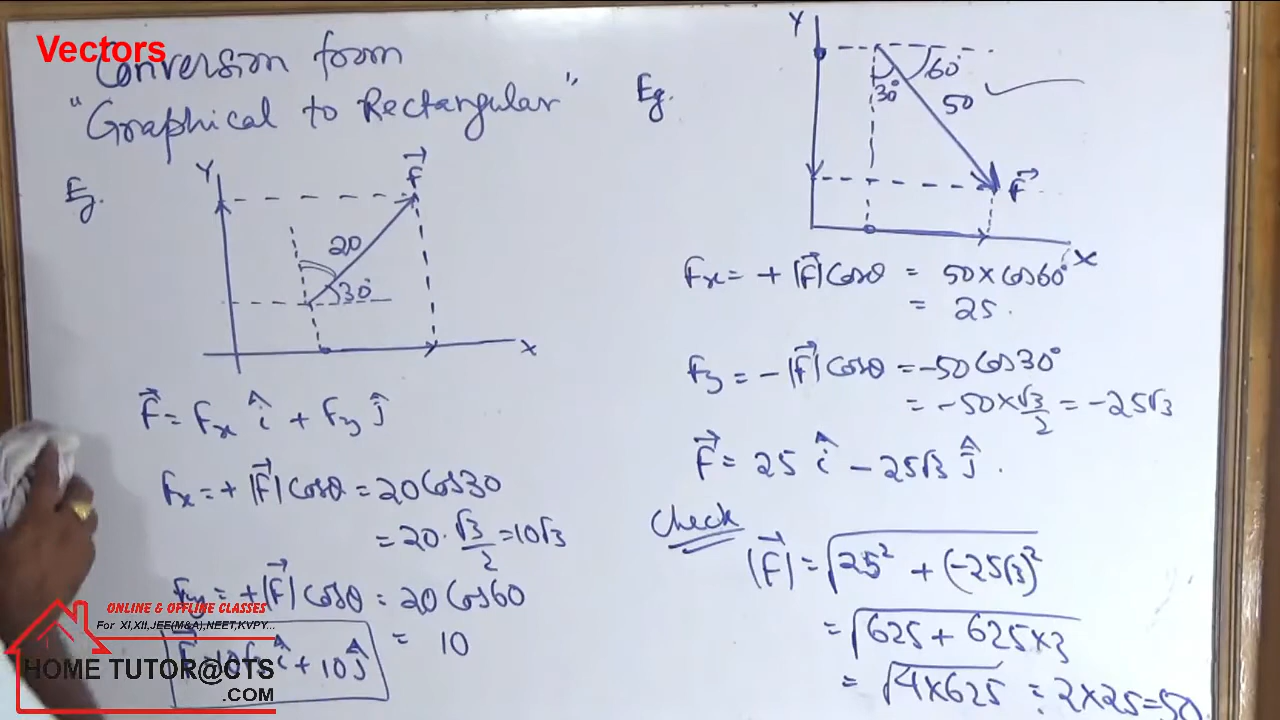 Vectors
Conversion form
"Graphical to Rectangular"
Eg.
Y
F⃗
20
30°
X
F⃗ = Fx î + Fy ĵ
Fx = + |F⃗| Cosθ = 20 Cos30
= 20 · √3/2 = 10√3
Fy = + |F⃗| Cosθ = 20 Cos60
= 10
î + 10 ĵ
Eg.
Y
60°
30°
50
F⃗
X
Fx = + |F⃗| Cosθ = 50 × Cos60°
= 25.
Fy = - |F⃗| Cosθ = -50 Cos30°
= -50 × √3/2 = -25√3
F⃗ = 25 î - 25√3 ĵ.
Check
|F⃗| = √(25² + (-25√3)²)
= √(625 + 625×3)
= √(4×625) = 2×25 = 50
ONLINE & OFFLINE CLASSES
For XI,XII,JEE(M&A),NEET,KVPY...
HOME TUTOR@CTS
.COM